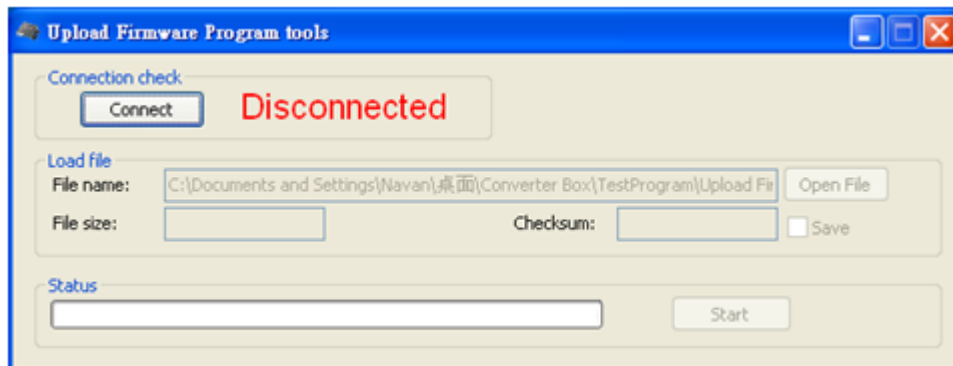 Upload Firmware Program tools
Connection check
Connect Disconnected
Load file
File name: C:\Documents and Settings\Navan\桌面\Converter Box\TestProgram\Upload Fir Open File
File size: Checksum: Save
Status
Start